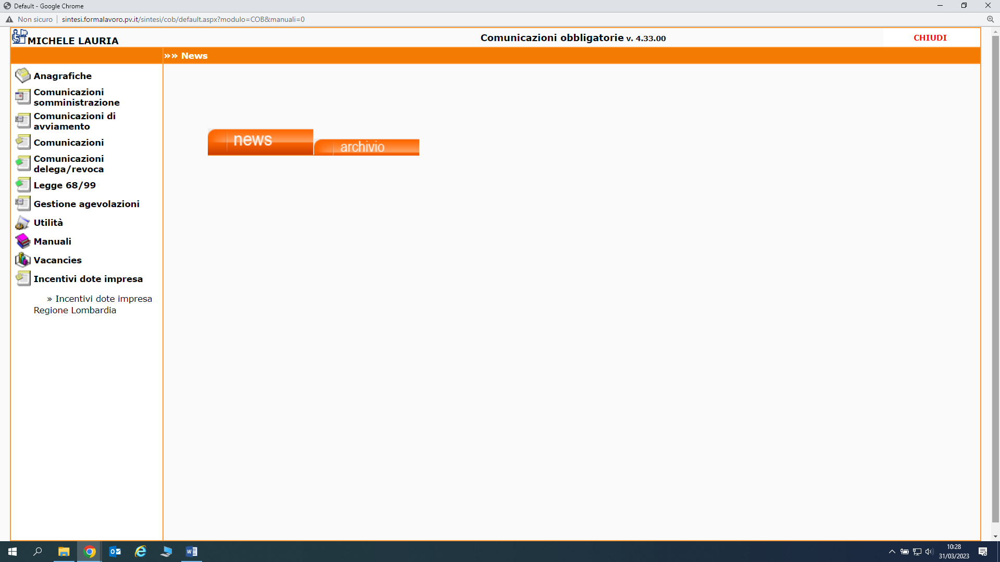 Default - Google Chrome
Non sicuro | sintesi.formalavoro.pv.it/sintesi/cob/default.aspx?modulo=COB&manuali=0
MICHELE LAURIA
Comunicazioni obbligatorie v. 4.33.00
CHIUDI
»» News
Anagrafiche
Comunicazioni
somministrazione
Comunicazioni di
avviamento
Comunicazioni
Comunicazioni
delega/revoca
Legge 68/99
Gestione agevolazioni
Utilità
Manuali
Vacancies
Incentivi dote impresa
» Incentivi dote impresa
Regione Lombardia
news
archivio
10:28
31/03/2023